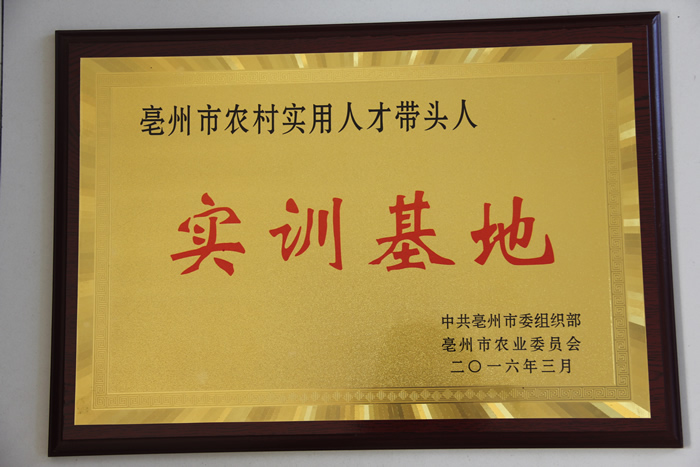 亳州市农村实用人才带头人
实训基地
中共亳州市委组织部
亳州市农业委员会
二〇一六年三月